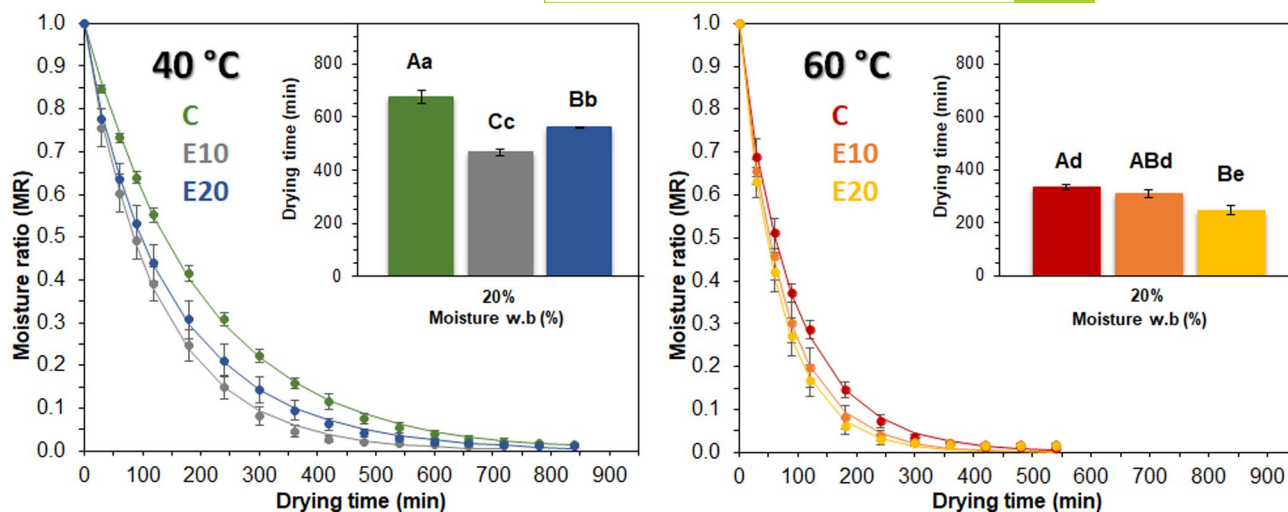 40 °C
C
E10
E20
Moisture ratio (MR)
1.0
0.9
0.8
0.7
0.6
0.5
0.4
0.3
0.2
0.1
0.0
0 100 200 300 400 500 600 700 800 900
Drying time (min)
Drying time (min)
800
600
400
200
0
Aa
Cc
Bb
20%
Moisture w.b (%)
60 °C
C
E10
E20
Moisture ratio (MR)
1.0
0.9
0.8
0.7
0.6
0.5
0.4
0.3
0.2
0.1
0.0
0 100 200 300 400 500 600 700 800 900
Drying time (min)
Drying time (min)
800
600
400
200
0
Ad
ABd
Be
20%
Moisture w.b (%)